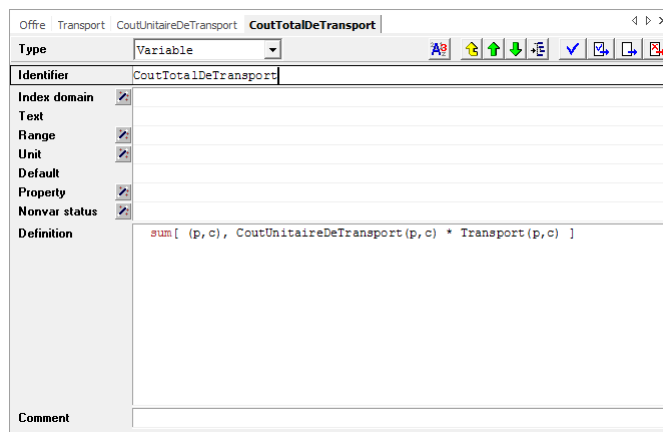 Offre Transport CoutUnitaireDeTransport CoutTotalDeTransport
Type Variable
Identifier CoutTotalDeTransport
Index domain
Text
Range
Unit
Default
Property
Nonvar status
Definition sum[ (p,c), CoutUnitaireDeTransport(p,c) * Transport(p,c) ]
Comment